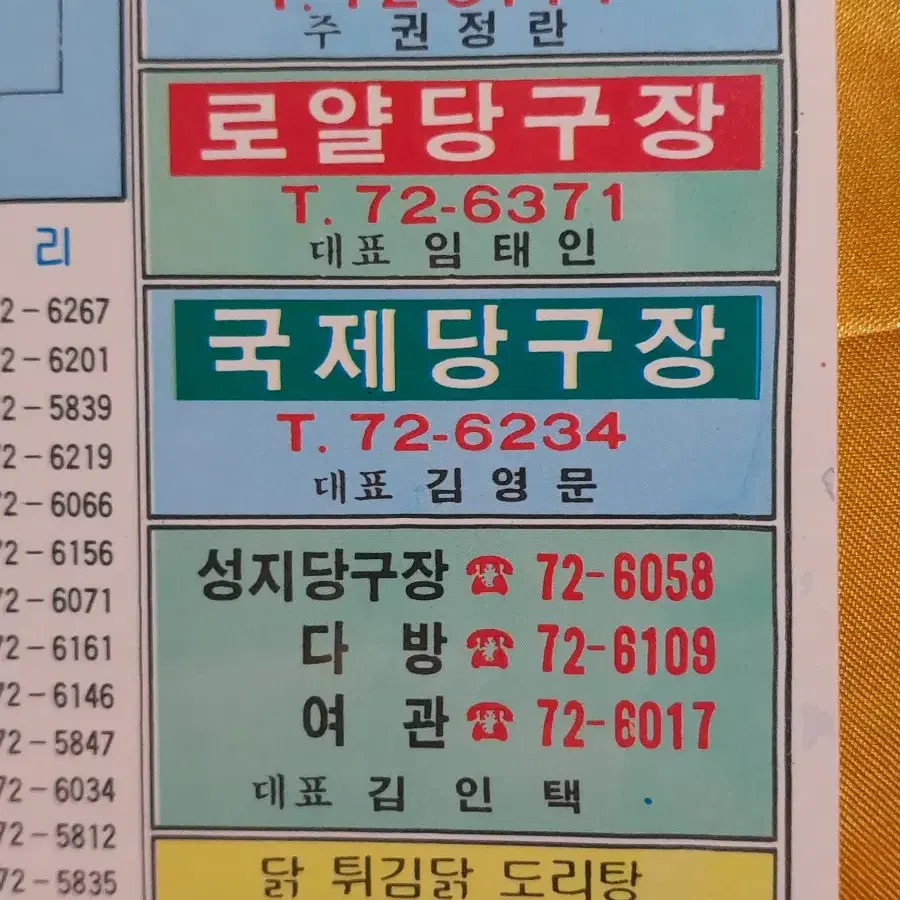 주 권정란
로얄당구장
T. 72-6371
대표 임태인
국제당구장
T. 72-6234
대표 김영문
성지당구장 ☎ 72-6058
다 방 ☎ 72-6109
여 관 ☎ 72-6017
대표 김 인 택
닭 튀김닭 도리탕
리
2-6267
2-6201
2-5839
72-6219
72-6066
72-6156
72-6071
72-6161
72-6146
72-5847
72-6034
72-5812
72-5835